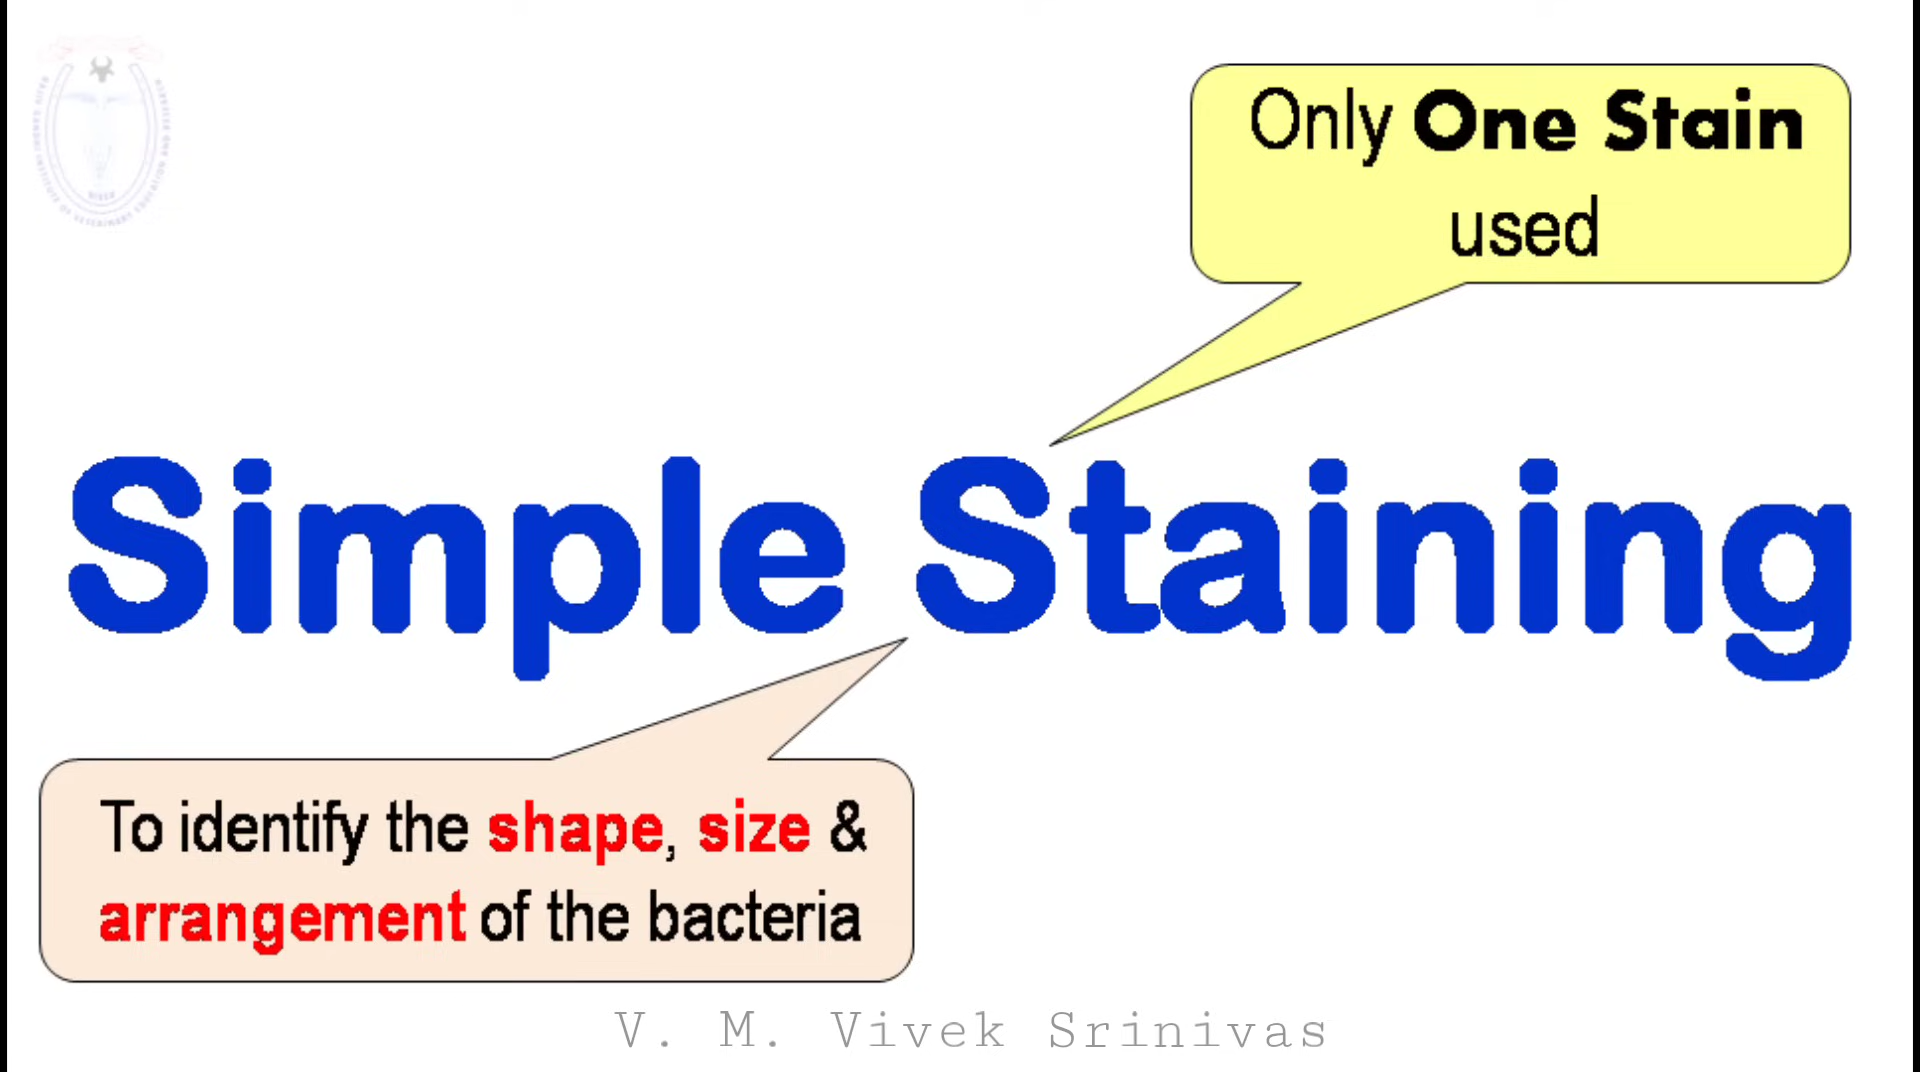 Only One Stain
used
Simple Staining
To identify the shape, size &
arrangement of the bacteria
V. M. Vivek Srinivas